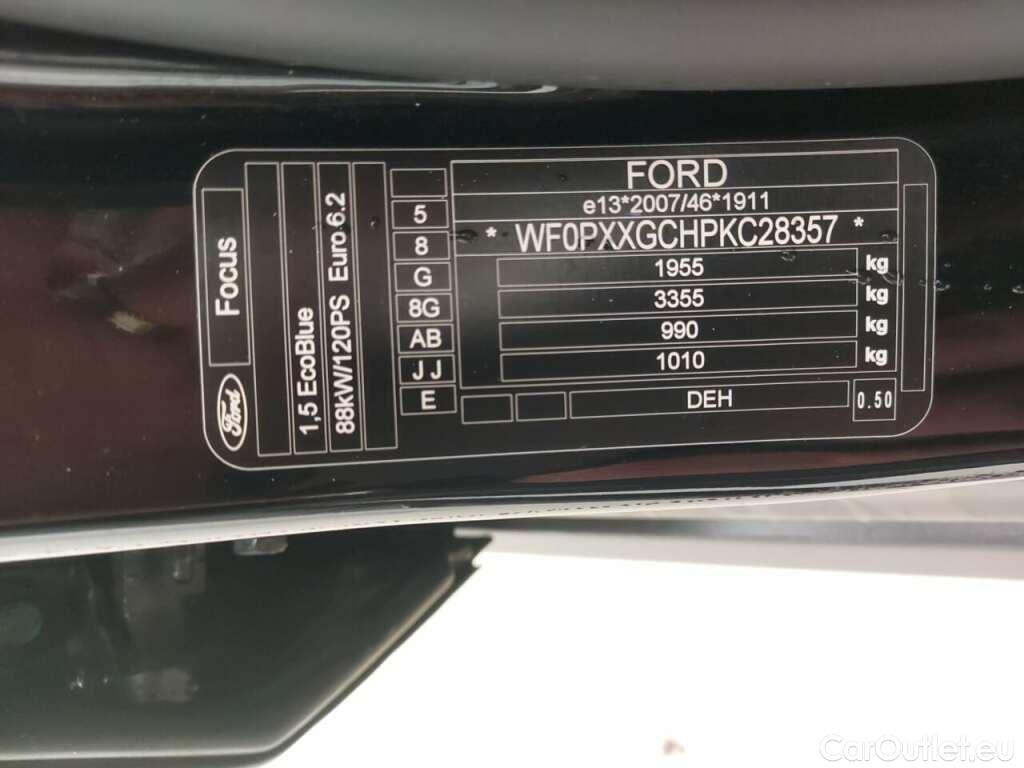 FORD
e13*2007/46*1911
* WF0PXXGCHPKC28357 *
1955 kg
3355 kg
990 kg
1010 kg
DEH
0.50
5
8
G
8G
AB
JJ
E
Focus
Ford
1,5 EcoBlue
88kW/120PS Euro 6.2
CarOutlet.eu